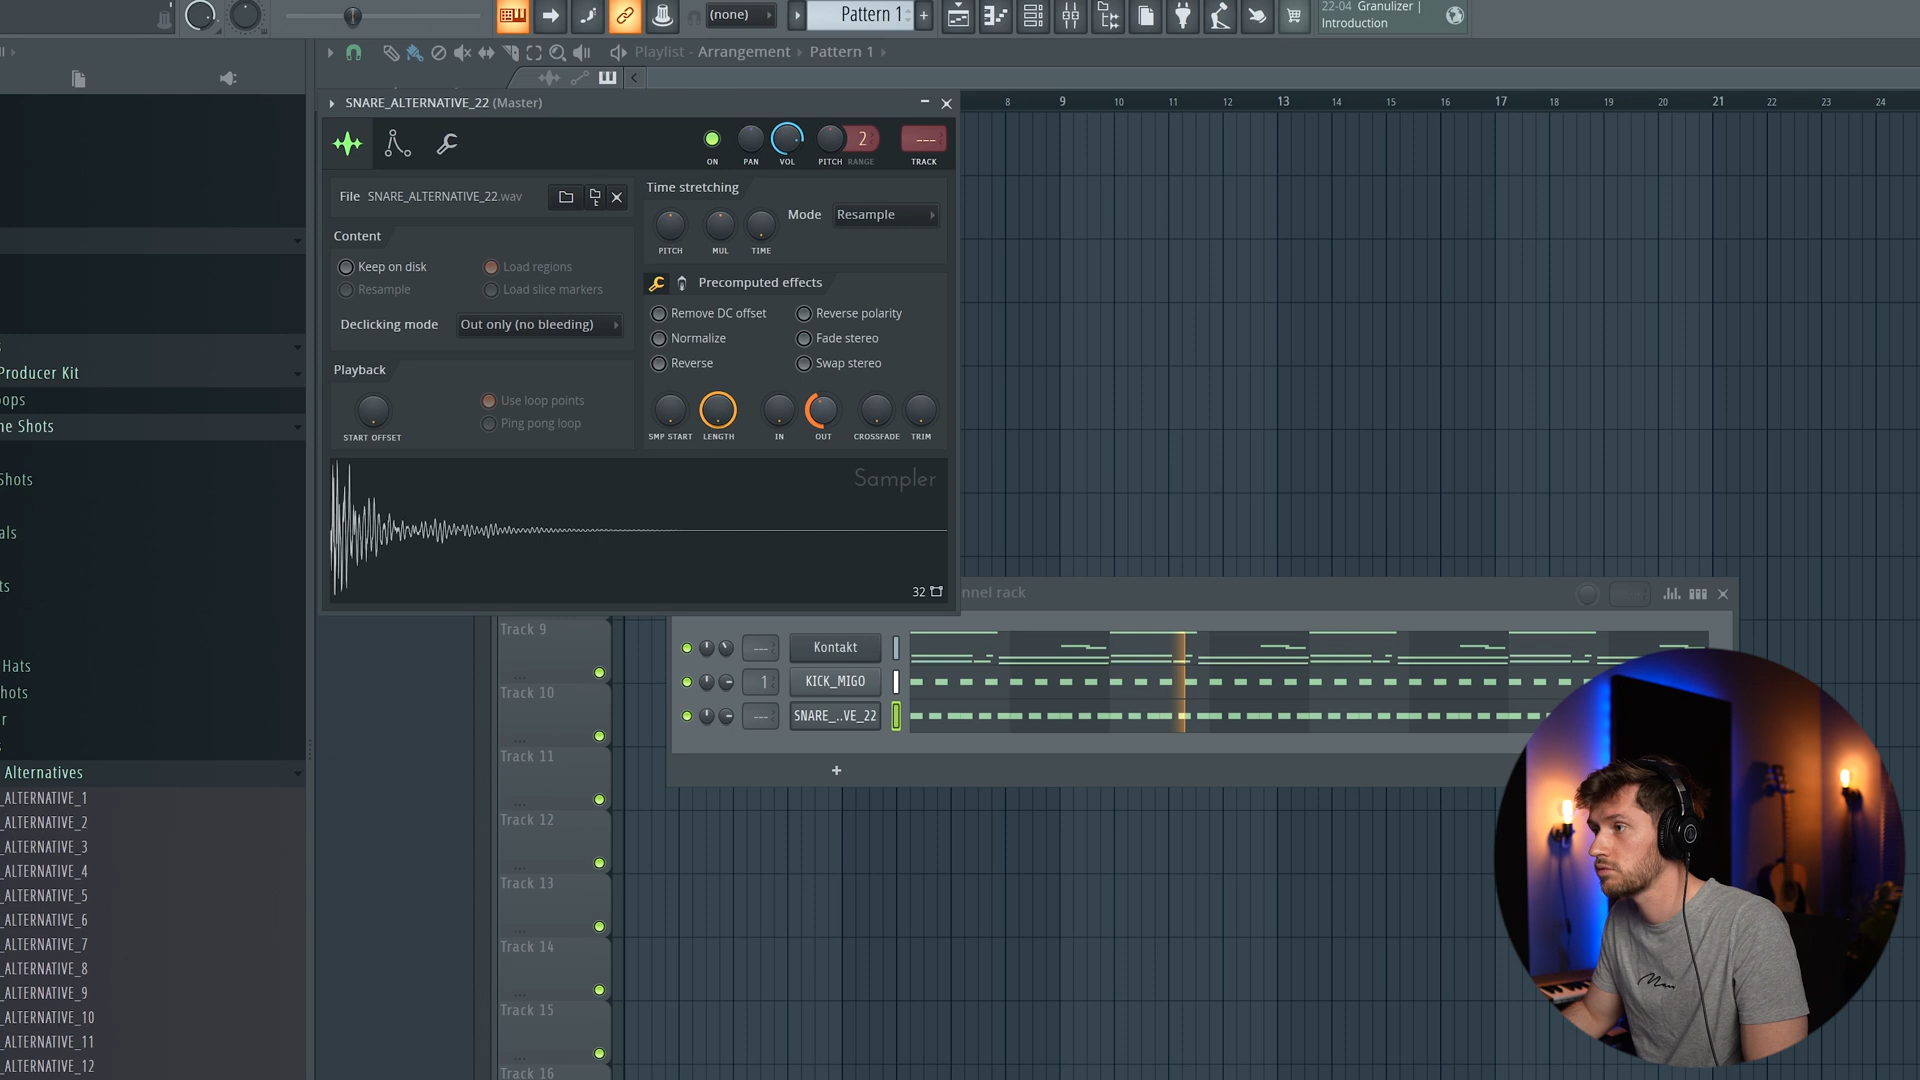 (none)
Pattern 1
22-04 Granulizer |
Introduction
Playlist - Arrangement › Pattern 1 ›
SNARE_ALTERNATIVE_22 (Master)
8 9 10 11 12 13 14 15 16 17 18 19 20 21 22 23 24
2
---
ON PAN VOL PITCH RANGE TRACK
File SNARE_ALTERNATIVE_22.wav
Time stretching
Mode Resample
PITCH MUL TIME
Content
Keep on disk
Load regions
Resample
Load slice markers
Declicking mode Out only (no bleeding)
Precomputed effects
Remove DC offset
Reverse polarity
Normalize
Fade stereo
Reverse
Swap stereo
Playback
Use loop points
Ping pong loop
START OFFSET
SMP START LENGTH IN OUT CROSSFADE TRIM
Sampler
32
Producer Kit
oops
ne Shots
Shots
als
ts
Hats
hots
r
s
Alternatives
_ALTERNATIVE_1
_ALTERNATIVE_2
_ALTERNATIVE_3
_ALTERNATIVE_4
_ALTERNATIVE_5
_ALTERNATIVE_6
_ALTERNATIVE_7
_ALTERNATIVE_8
_ALTERNATIVE_9
_ALTERNATIVE_10
_ALTERNATIVE_11
_ALTERNATIVE_12
nnel rack
--- Kontakt
1 KICK_MIGO
--- SNARE_..VE_22
+
Track 9
Track 10
Track 11
Track 12
Track 13
Track 14
Track 15
Track 16